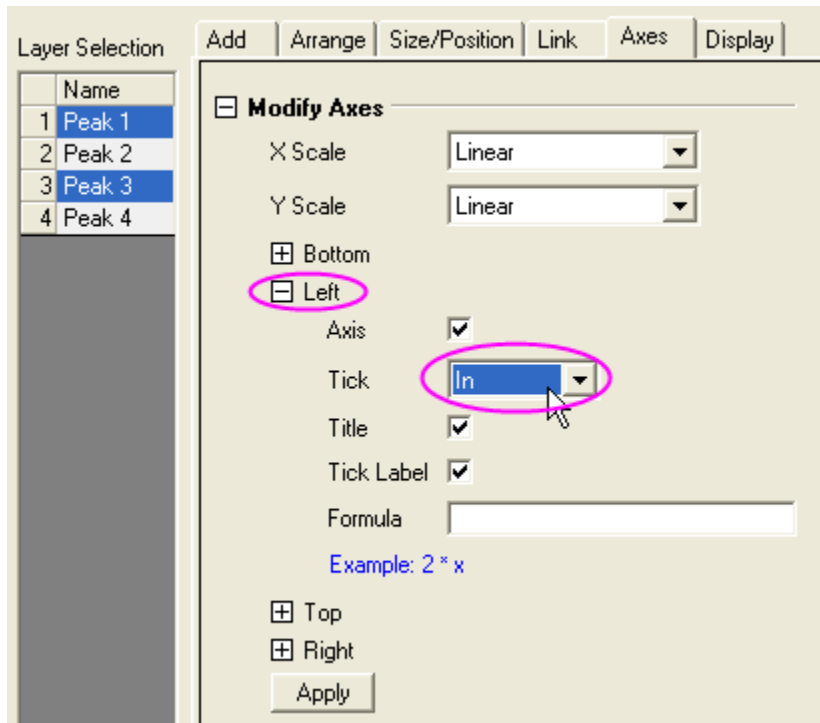 Layer Selection
Add Arrange Size/Position Link Axes Display
Name
1 Peak 1
2 Peak 2
3 Peak 3
4 Peak 4
Modify Axes
X Scale Linear
Y Scale Linear
Bottom
Left
Axis
Tick In
Title
Tick Label
Formula
Example: 2 * x
Top
Right
Apply